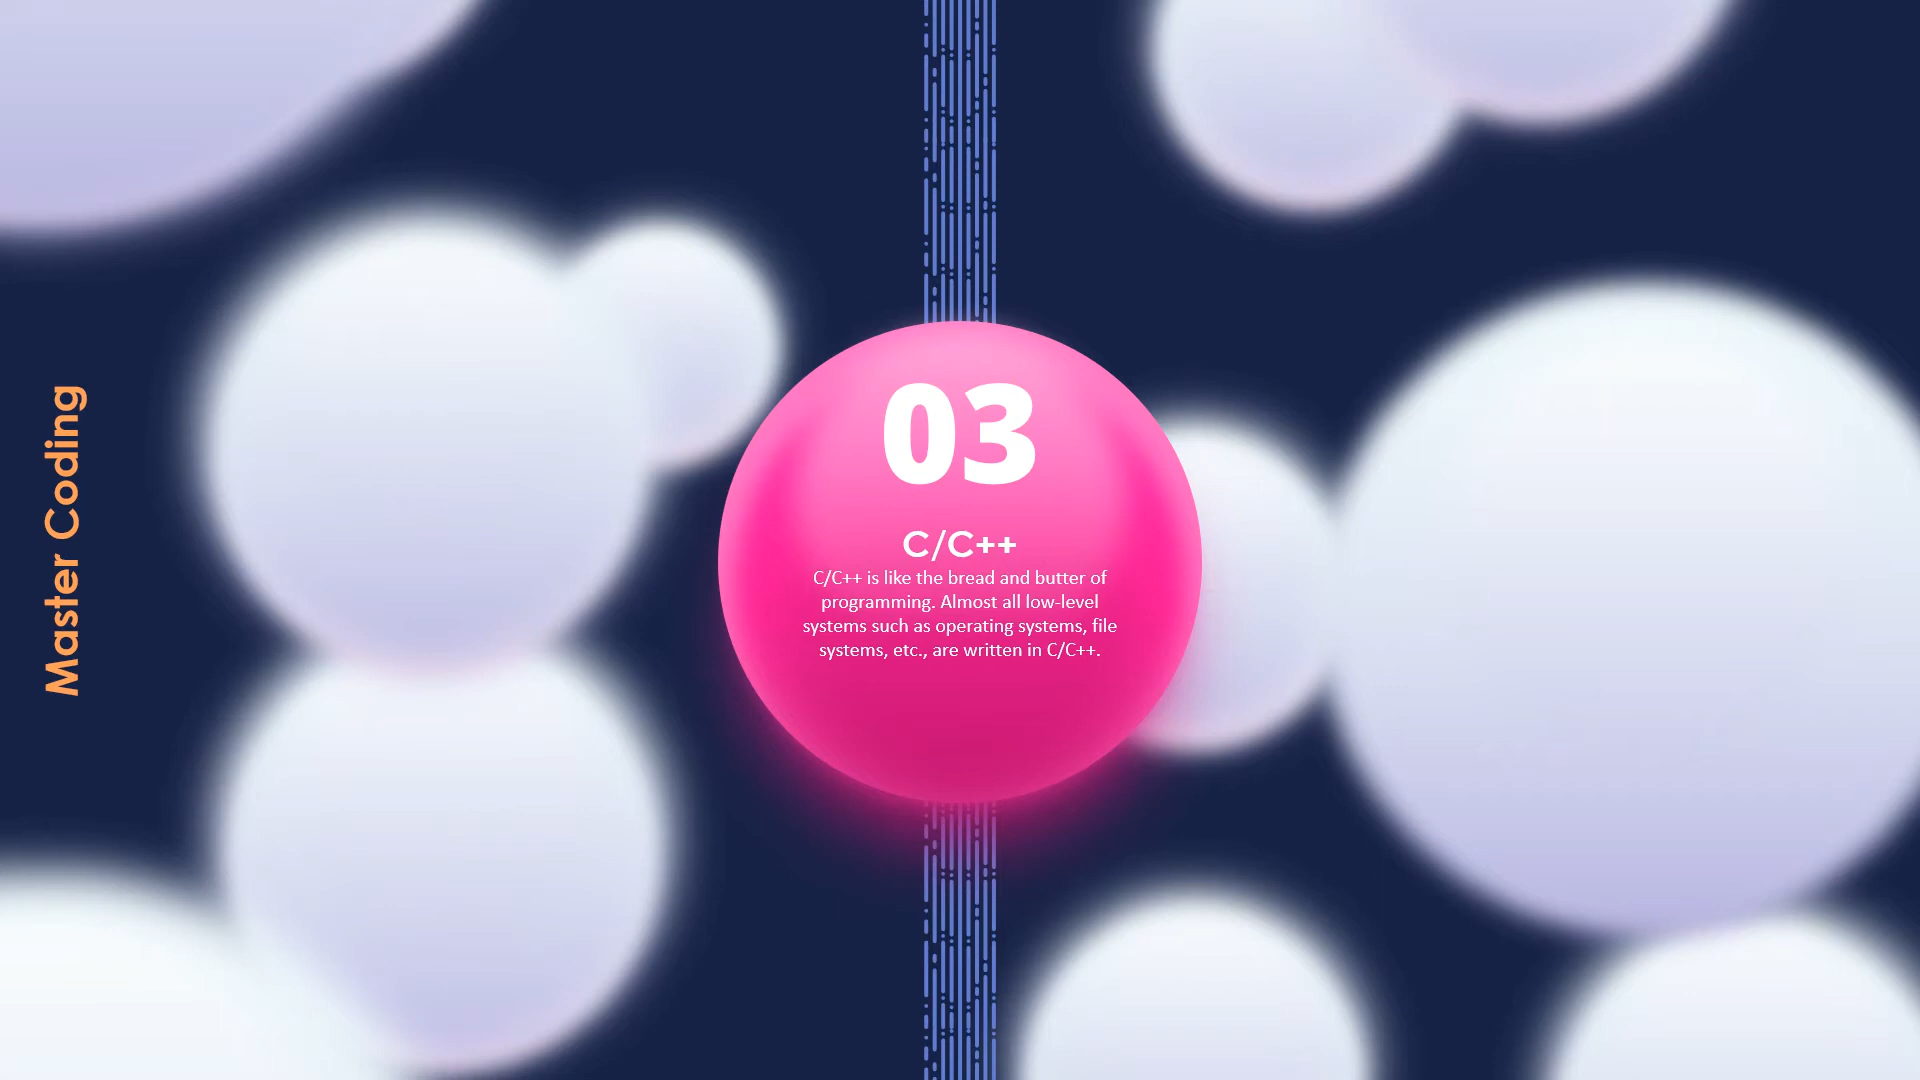 Master Coding
03
C/C++
C/C++ is like the bread and butter of
programming. Almost all low-level
systems such as operating systems, file
systems, etc., are written in C/C++.